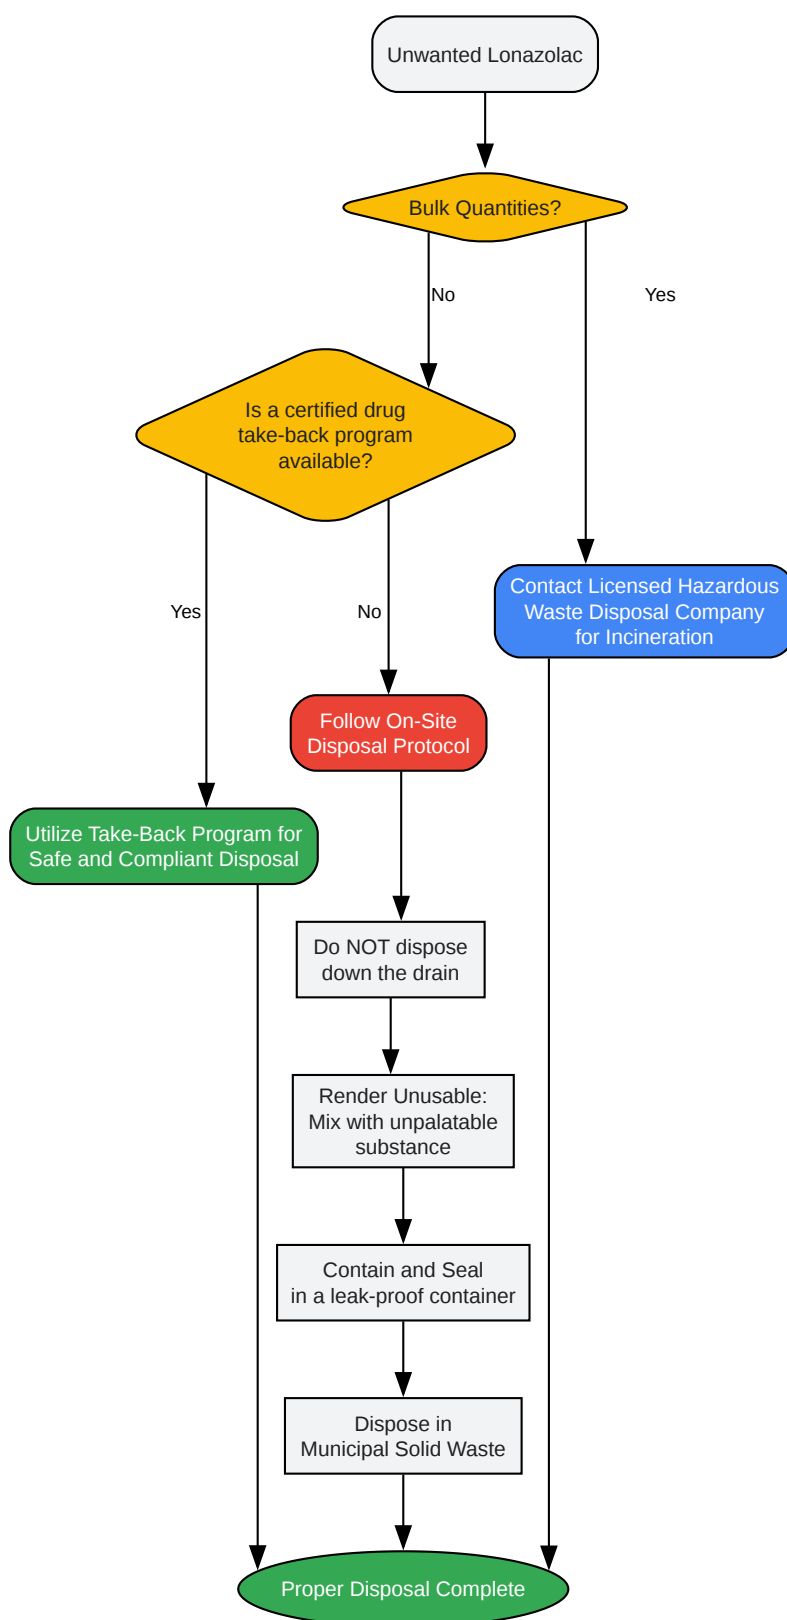 Unwanted Lonazolac
Bulk Quantities?
No
Yes
Is a certified drug
take-back program
available?
Contact Licensed Hazardous
Waste Disposal Company
for Incineration
Yes
No
Follow On-Site
Disposal Protocol
Utilize Take-Back Program for
Safe and Compliant Disposal
Do NOT dispose
down the drain
Render Unusable:
Mix with unpalatable
substance
Contain and Seal
in a leak-proof container
Dispose in
Municipal Solid Waste
Proper Disposal Complete